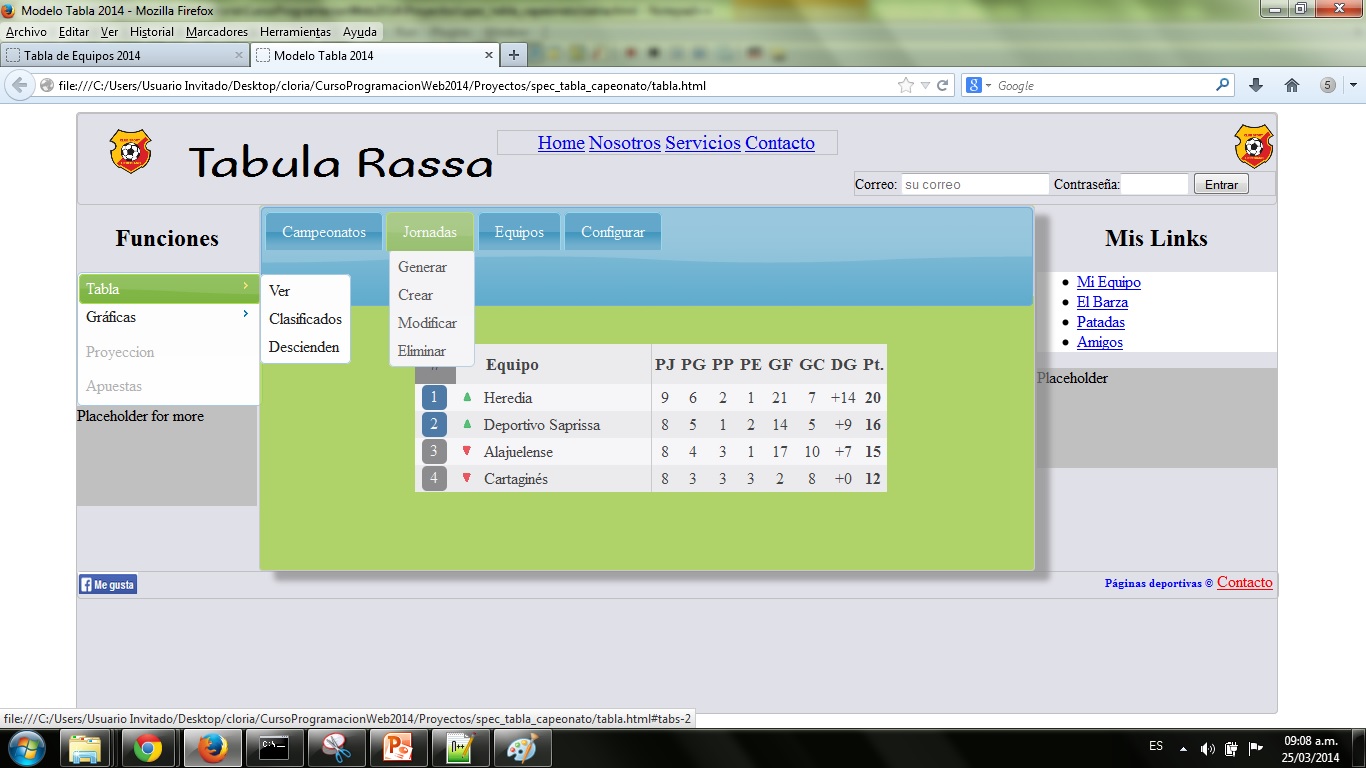 Modelo Tabla 2014 - Mozilla Firefox
Archivo Editar Ver Historial Marcadores Herramientas Ayuda
Tabla de Equipos 2014
Modelo Tabla 2014
file:///C:/Users/Usuario Invitado/Desktop/cloria/CursoProgramacionWeb2014/Proyectos/spec_tabla_capeonato/tabla.html
Google
5
Tabula Rassa
Home Nosotros Servicios Contacto
Correo: su correo Contraseña: Entrar
Funciones
Tabla
Gráficas
Proyeccion
Apuestas
Placeholder for more
Ver
Clasificados
Descienden
Campeonatos Jornadas Equipos Configurar
Generar
Crear
Modificar
Eliminar
Equipo PJ PG PP PE GF GC DG Pt.
1 Heredia 9 6 2 1 21 7 +14 20
2 Deportivo Saprissa 8 5 1 2 14 5 +9 16
3 Alajuelense 8 4 3 1 17 10 +7 15
4 Cartaginés 8 3 3 3 2 8 +0 12
Mis Links
Mi Equipo
El Barza
Patadas
Amigos
Placeholder
Me gusta
Páginas deportivas © Contacto
file:///C:/Users/Usuario Invitado/Desktop/cloria/CursoProgramacionWeb2014/Proyectos/spec_tabla_capeonato/tabla.html#tabs-2
ES
09:08 a.m.
25/03/2014